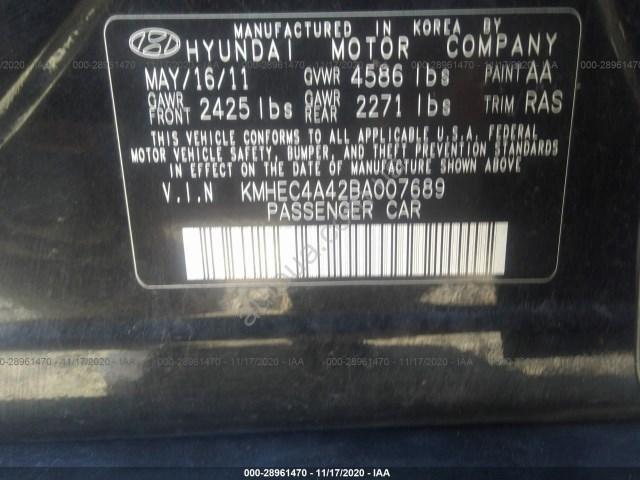 MANUFACTURED IN KOREA BY
HYUNDAI MOTOR COMPANY
MAY/16/11 GVWR 4586 lbs PAINT AA
GAWR FRONT 2425 lbs GAWR REAR 2271 lbs TRIM RAS
THIS VEHICLE CONFORMS TO ALL APPLICABLE U.S.A. FEDERAL
MOTOR VEHICLE SAFETY, BUMPER, AND THEFT PREVENTION STANDARDS
IN EFFECT ON THE DATE OF MANUFACTURE SHOWN ABOVE.
V.I.N KMHEC4A42BA007689
PASSENGER CAR
000-28961470 - 11/17/2020 - IAA